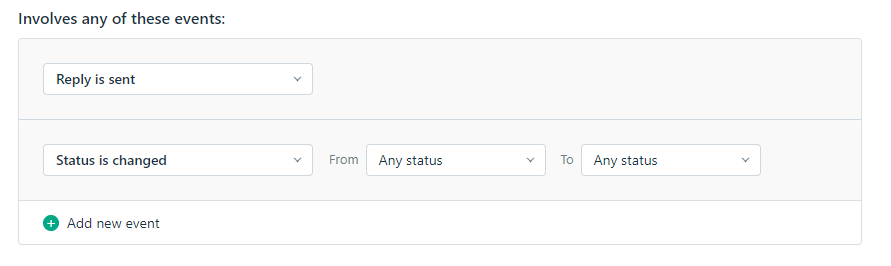 Involves any of these events:
Reply is sent
Status is changed From Any status To Any status
Add new event